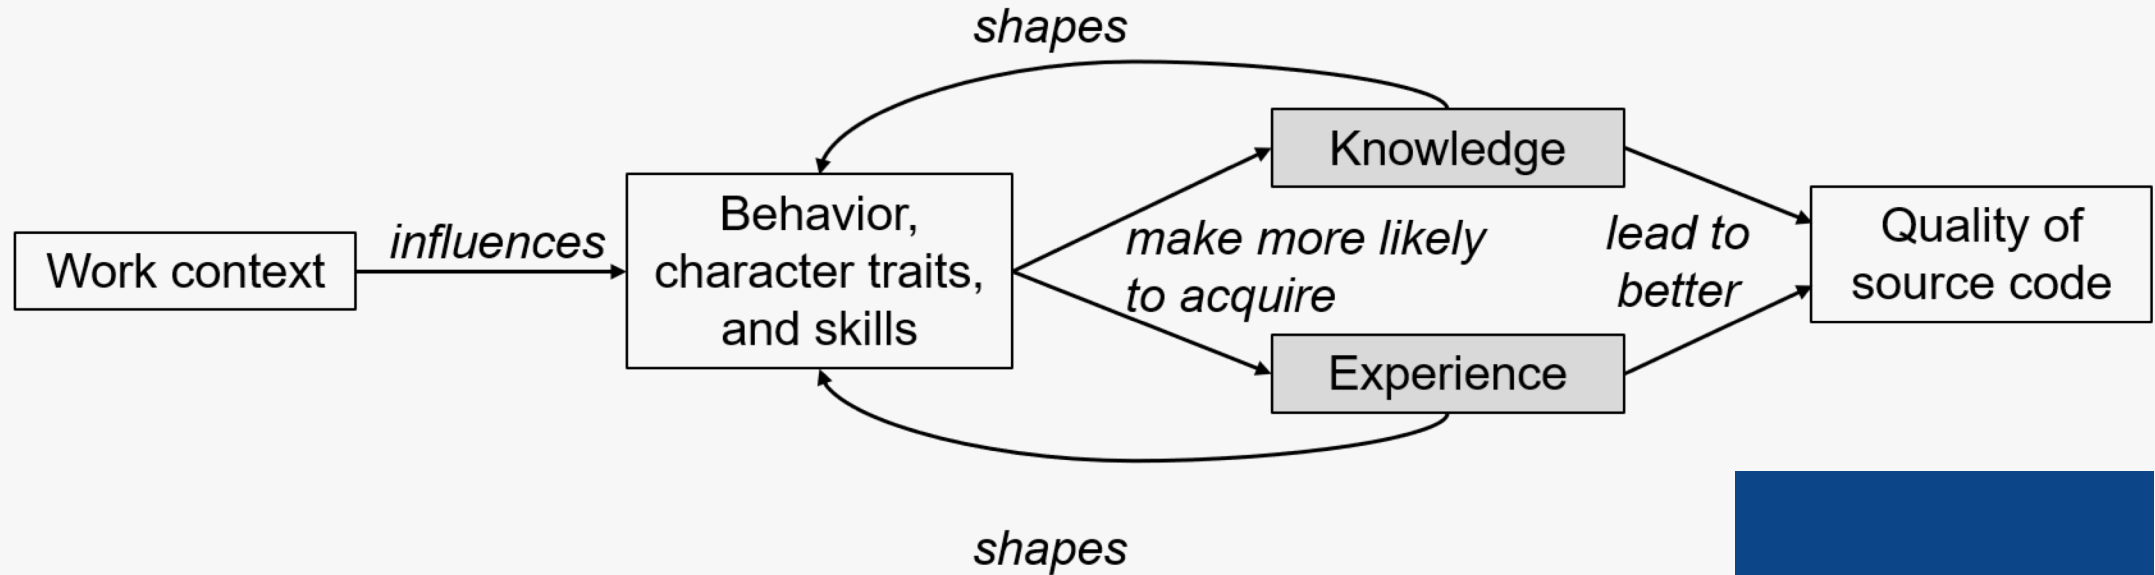 shapes
Knowledge
Work context
influences
Behavior,
character traits,
and skills
make more likely
to acquire
lead to
better
Quality of
source code
Experience
shapes